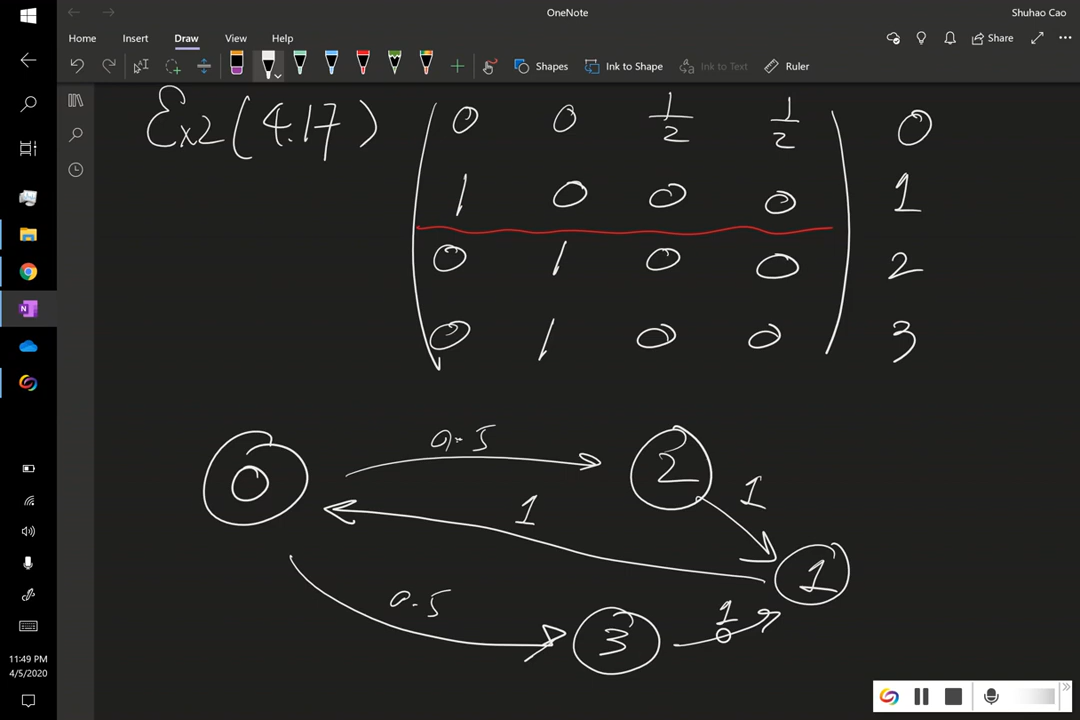 OneNote
Shuhao Cao
Home Insert Draw View Help
Share
Shapes
Ink to Shape
Ink to Text
Ruler
Ex2 (4.17)
0 0 1/2 1/2 0
1 0 0 0 1
0 1 0 0 2
0 1 0 0 3
0.5
0
2
1
1
1
0.5
1
3
11:49 PM
4/5/2020